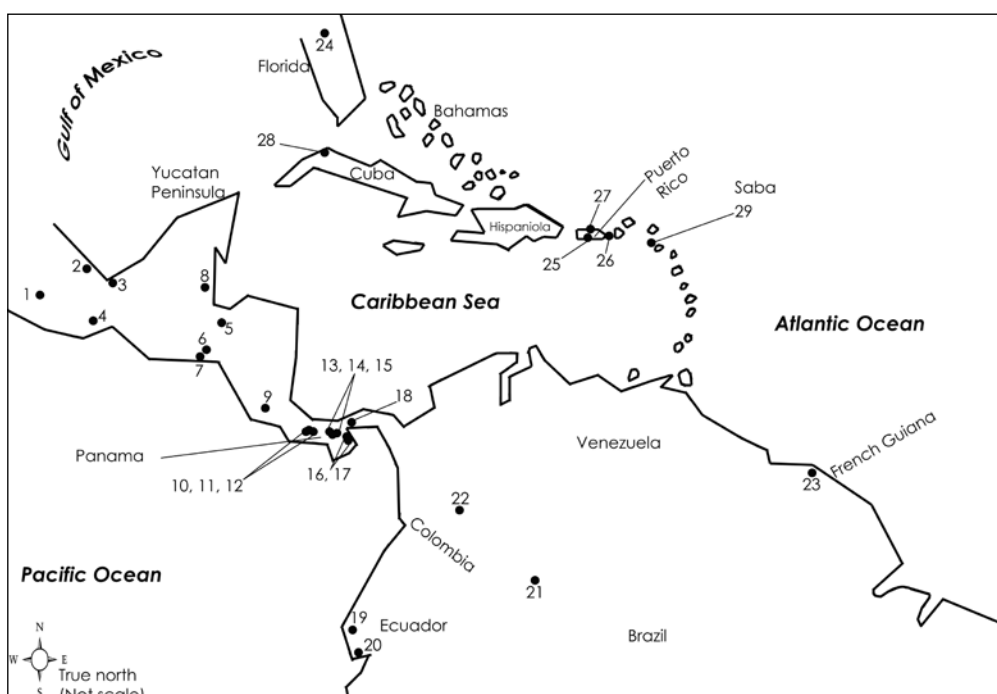 24
Florida
Gulf of Mexico
Bahamas
28
Cuba
Yucatan
Peninsula
Puerto
Rico
27
Saba
29
Hispaniola
25
26
2
3
8
1
4
5
6
7
Caribbean Sea
Atlantic Ocean
13, 14, 15
18
9
Panama
16, 17
10, 11, 12
Venezuela
French Guiana
23
22
Colombia
21
Pacific Ocean
19
Ecuador
20
Brazil
N
W
E
S
True north
(Not scale)